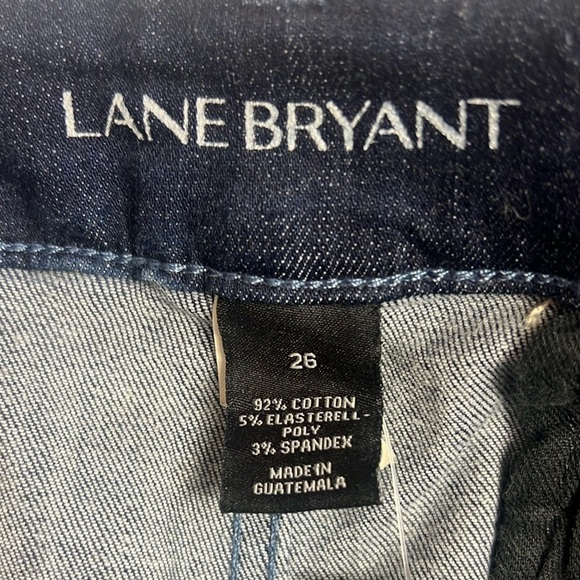 LANE BRYANT
26
92% COTTON
5% ELASTERELL-
POLY
3% SPANDEX
MADE IN
GUATEMALA